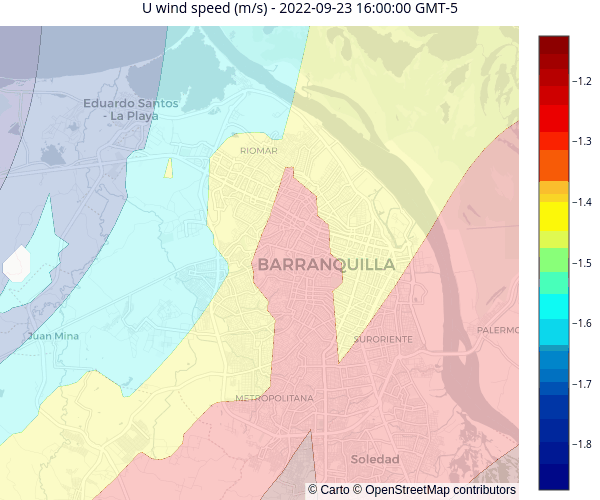 U wind speed (m/s) - 2022-09-23 16:00:00 GMT-5
Eduardo Santos
- La Playa
RIOMAR
BARRANQUILLA
Juan Mina
SURORIENTE
PALERMO
METROPOLITANA
Soledad
© Carto © OpenStreetMap contributors
−1.2
−1.3
−1.4
−1.5
−1.6
−1.7
−1.8